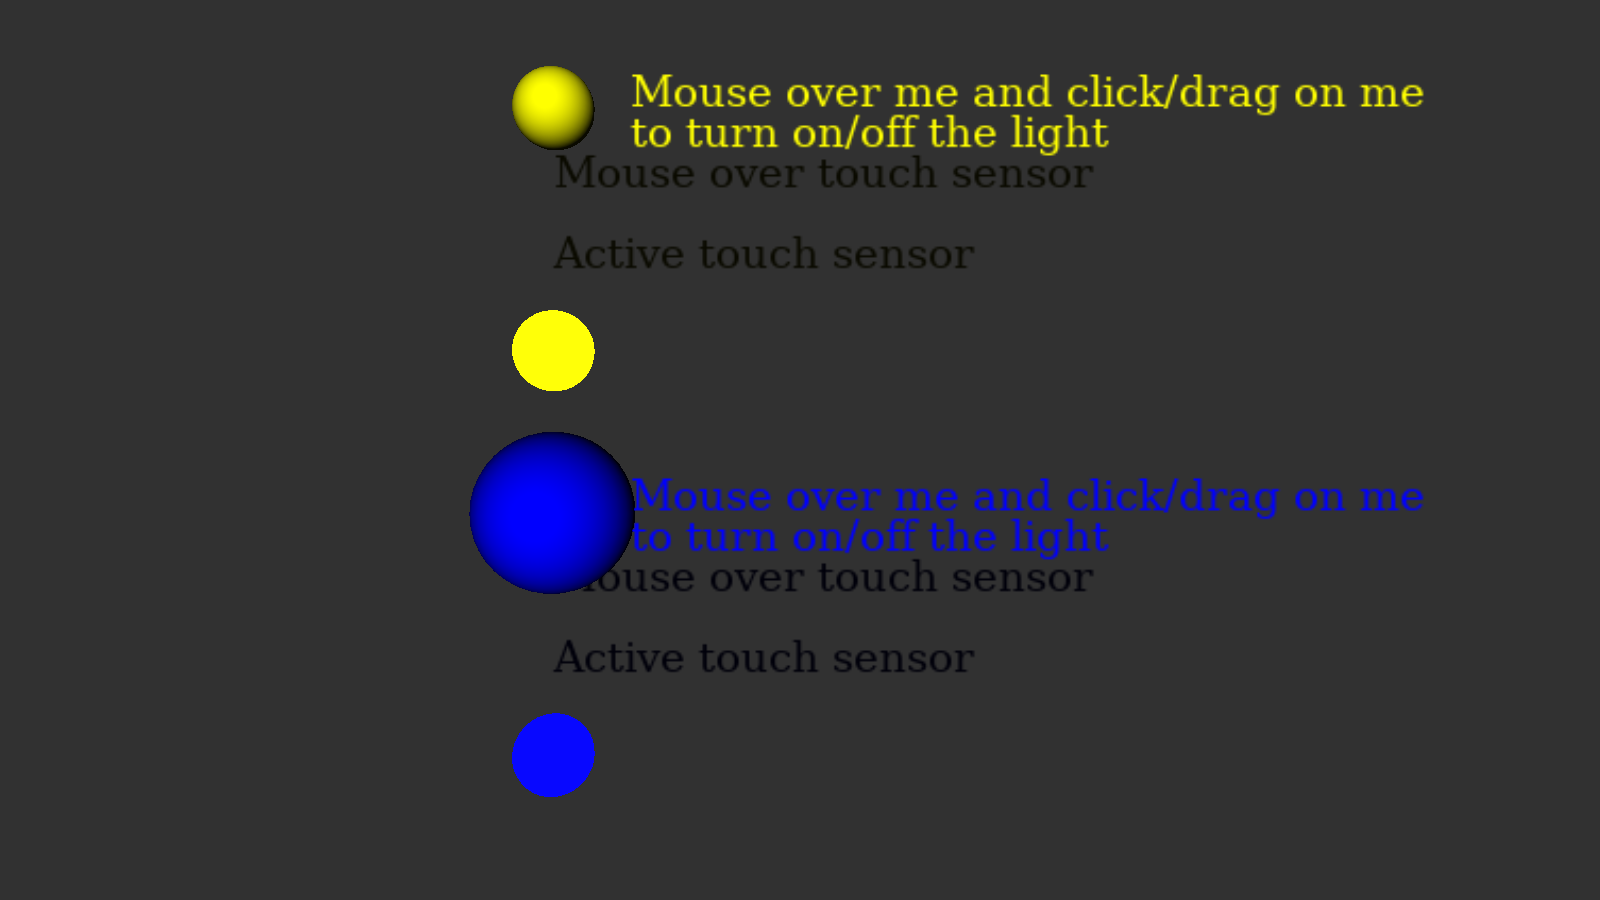 Mouse over me and click/drag on me
to turn on/off the light
Mouse over touch sensor
Active touch sensor
Mouse over me and click/drag on me
to turn on/off the light
ouse over touch sensor
Active touch sensor